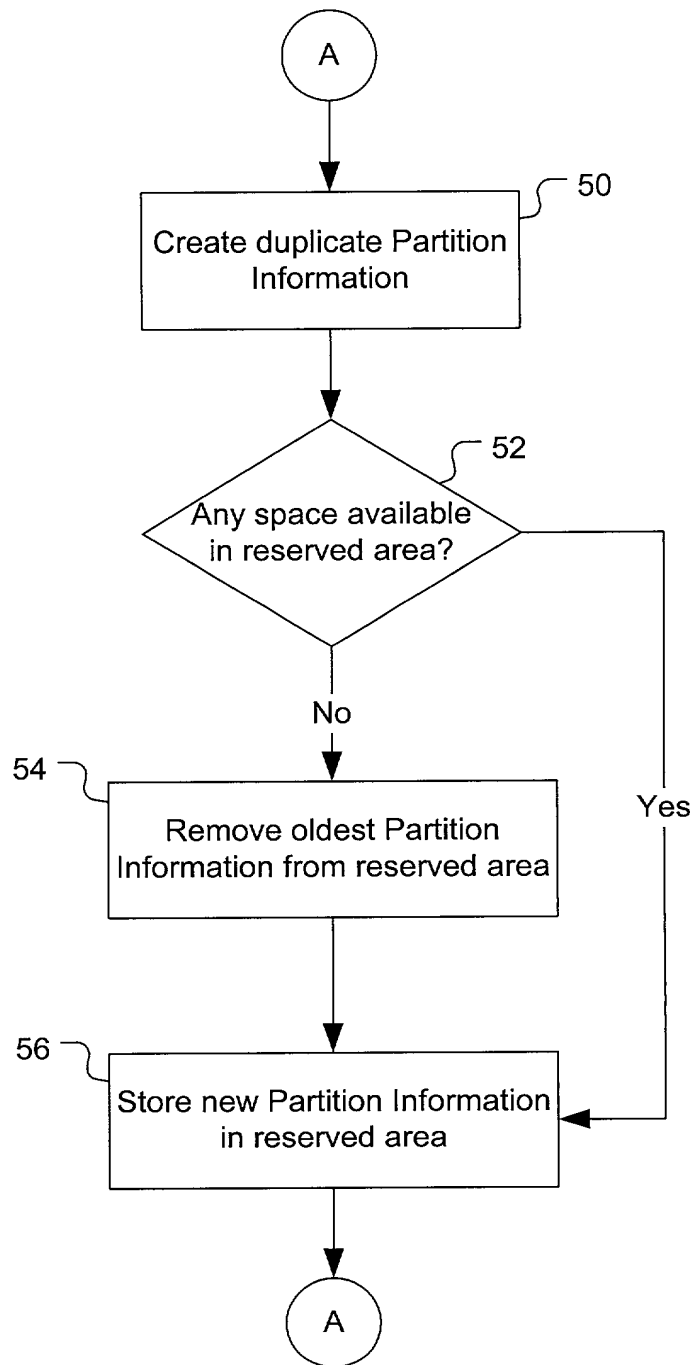 A
50
Create duplicate Partition
Information
52
Any space available
in reserved area?
No
Yes
54
Remove oldest Partition
Information from reserved area
56
Store new Partition Information
in reserved area
A